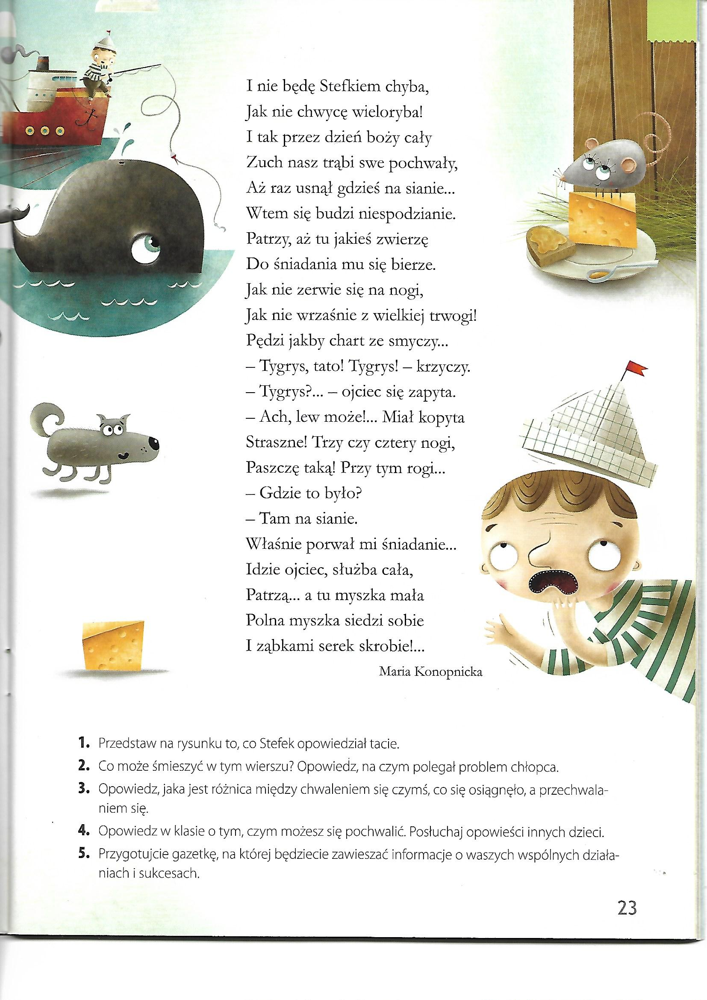 I nie będę Stefkiem chyba,
Jak nie chwycę wieloryba!
I tak przez dzień boży cały
Zuch nasz trąbi swe pochwały,
Aż raz usnął gdzieś na sianie...
Wtem się budzi niespodzianie.
Patrzy, aż tu jakieś zwierzę
Do śniadania mu się bierze.
Jak nie zerwie się na nogi,
Jak nie wrzaśnie z wielkiej trwogi!
Pędzi jakby chart ze smyczy...
– Tygrys, tato! Tygrys! – krzyczy.
– Tygrys?... – ojciec się zapyta.
– Ach, lew może!... Miał kopyta
Straszne! Trzy czy cztery nogi,
Paszczę taką! Przy tym rogi...
– Gdzie to było?
– Tam na sianie.
Właśnie porwał mi śniadanie...
Idzie ojciec, służba cała,
Patrzą... a tu myszka mała
Polna myszka siedzi sobie
I ząbkami serek skrobie!...
Maria Konopnicka
1. Przedstaw na rysunku to, co Stefek opowiedział tacie.
2. Co może śmieszyć w tym wierszu? Opowiedz, na czym polegał problem chłopca.
3. Opowiedz, jaka jest różnica między chwaleniem się czymś, co się osiągnęło, a przechwala-
niem się.
4. Opowiedz w klasie o tym, czym możesz się pochwalić. Posłuchaj opowieści innych dzieci.
5. Przygotujcie gazetkę, na której będziecie zawieszać informacje o waszych wspólnych działa-
niach i sukcesach.
23